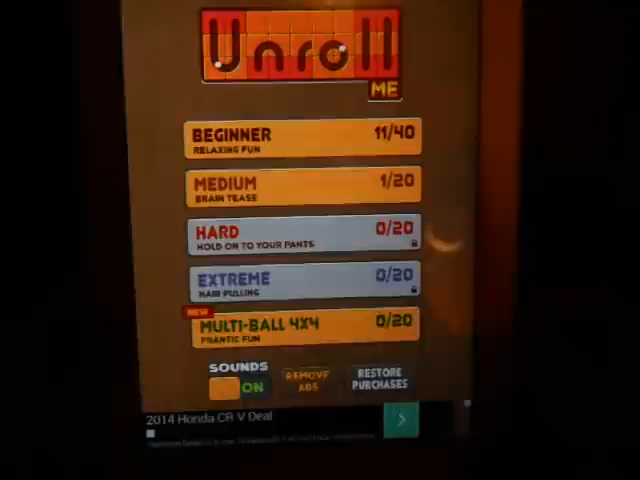 Unroll
ME
BEGINNER 11/40
RELAXING FUN
MEDIUM 1/20
BRAIN TEASE
HARD 0/20
HOLD ON TO YOUR PANTS
EXTREME 0/20
HAIR PULLING
NEW
MULTI-BALL 4X4 0/20
FRANTIC FUN
SOUNDS
ON
REMOVE
ADS
RESTORE
PURCHASES
2014 Honda CR V Deal